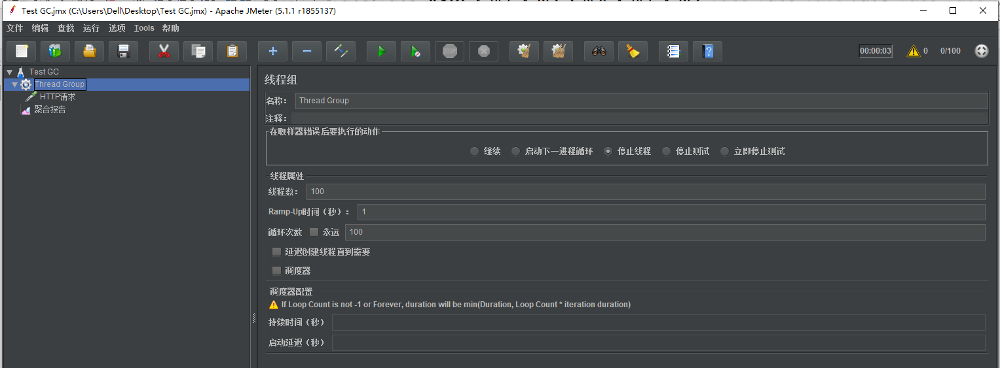 Test GC.jmx (C:\Users\Dell\Desktop\Test GC.jmx) - Apache JMeter (5.1.1 r1855137)
文件 编辑 查找 运行 选项 Tools 帮助
STOP 00:00:03 0 0/100
Test GC
Thread Group
HTTP请求
聚合报告
线程组
名称： Thread Group
注释：
在取样器错误后要执行的动作
继续 启动下一进程循环 停止线程 停止测试 立即停止测试
线程属性
线程数： 100
Ramp-Up时间（秒）： 1
循环次数 永远 100
延迟创建线程直到需要
调度器
调度器配置
If Loop Count is not -1 or Forever, duration will be min(Duration, Loop Count * iteration duration)
持续时间（秒）
启动延迟（秒）